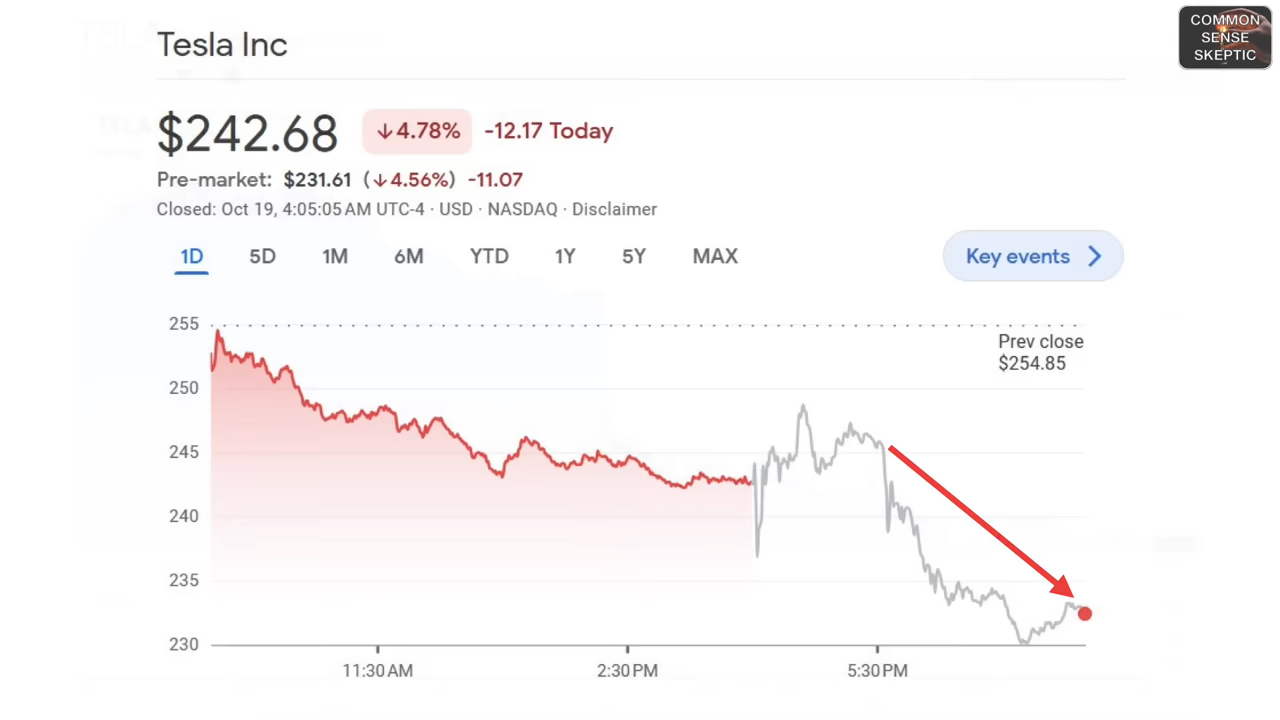 COMMON
SENSE
SKEPTIC
Tesla Inc
$242.68 ↓4.78% -12.17 Today
Pre-market: $231.61 (↓4.56%) -11.07
Closed: Oct 19, 4:05:05 AM UTC-4 · USD · NASDAQ · Disclaimer
1D 5D 1M 6M YTD 1Y 5Y MAX Key events
255
Prev close
$254.85
250
245
240
235
230
11:30 AM 2:30 PM 5:30 PM